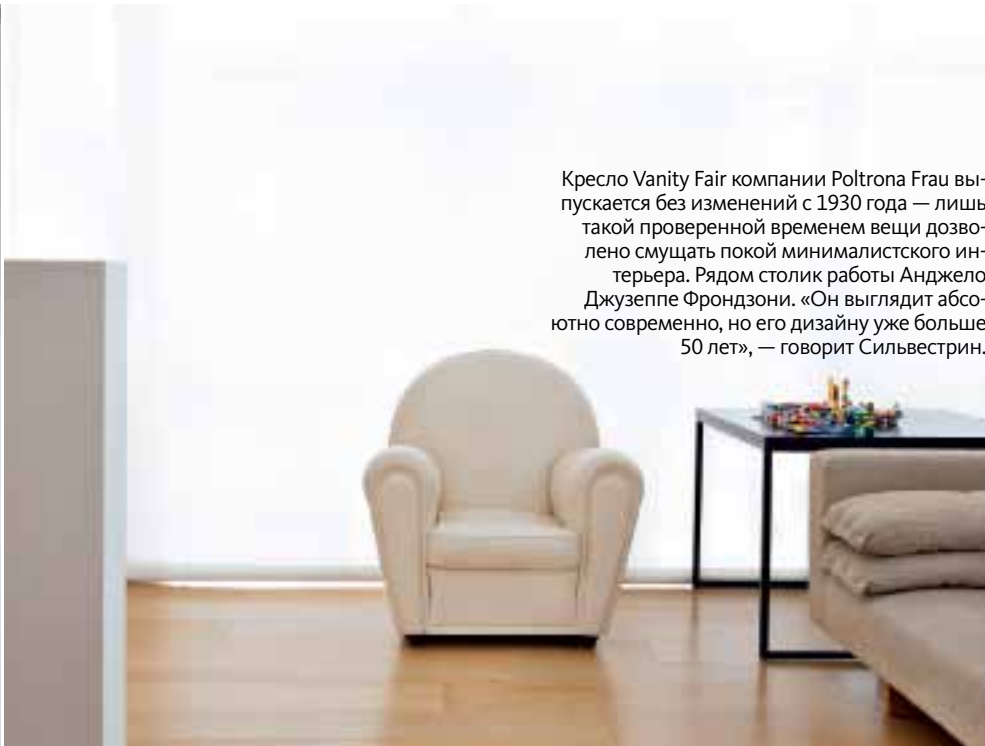 Кресло Vanity Fair компании Poltrona Frau вы-
пускается без изменений с 1930 года — лишь
такой проверенной временем вещи дозво-
лено смущать покой минималистского ин-
терьера. Рядом столик работы Анджело
Джузеппе Фрондзони. «Он выглядит абсо-
ютно современно, но его дизайну уже больше
50 лет», — говорит Сильвестрин.